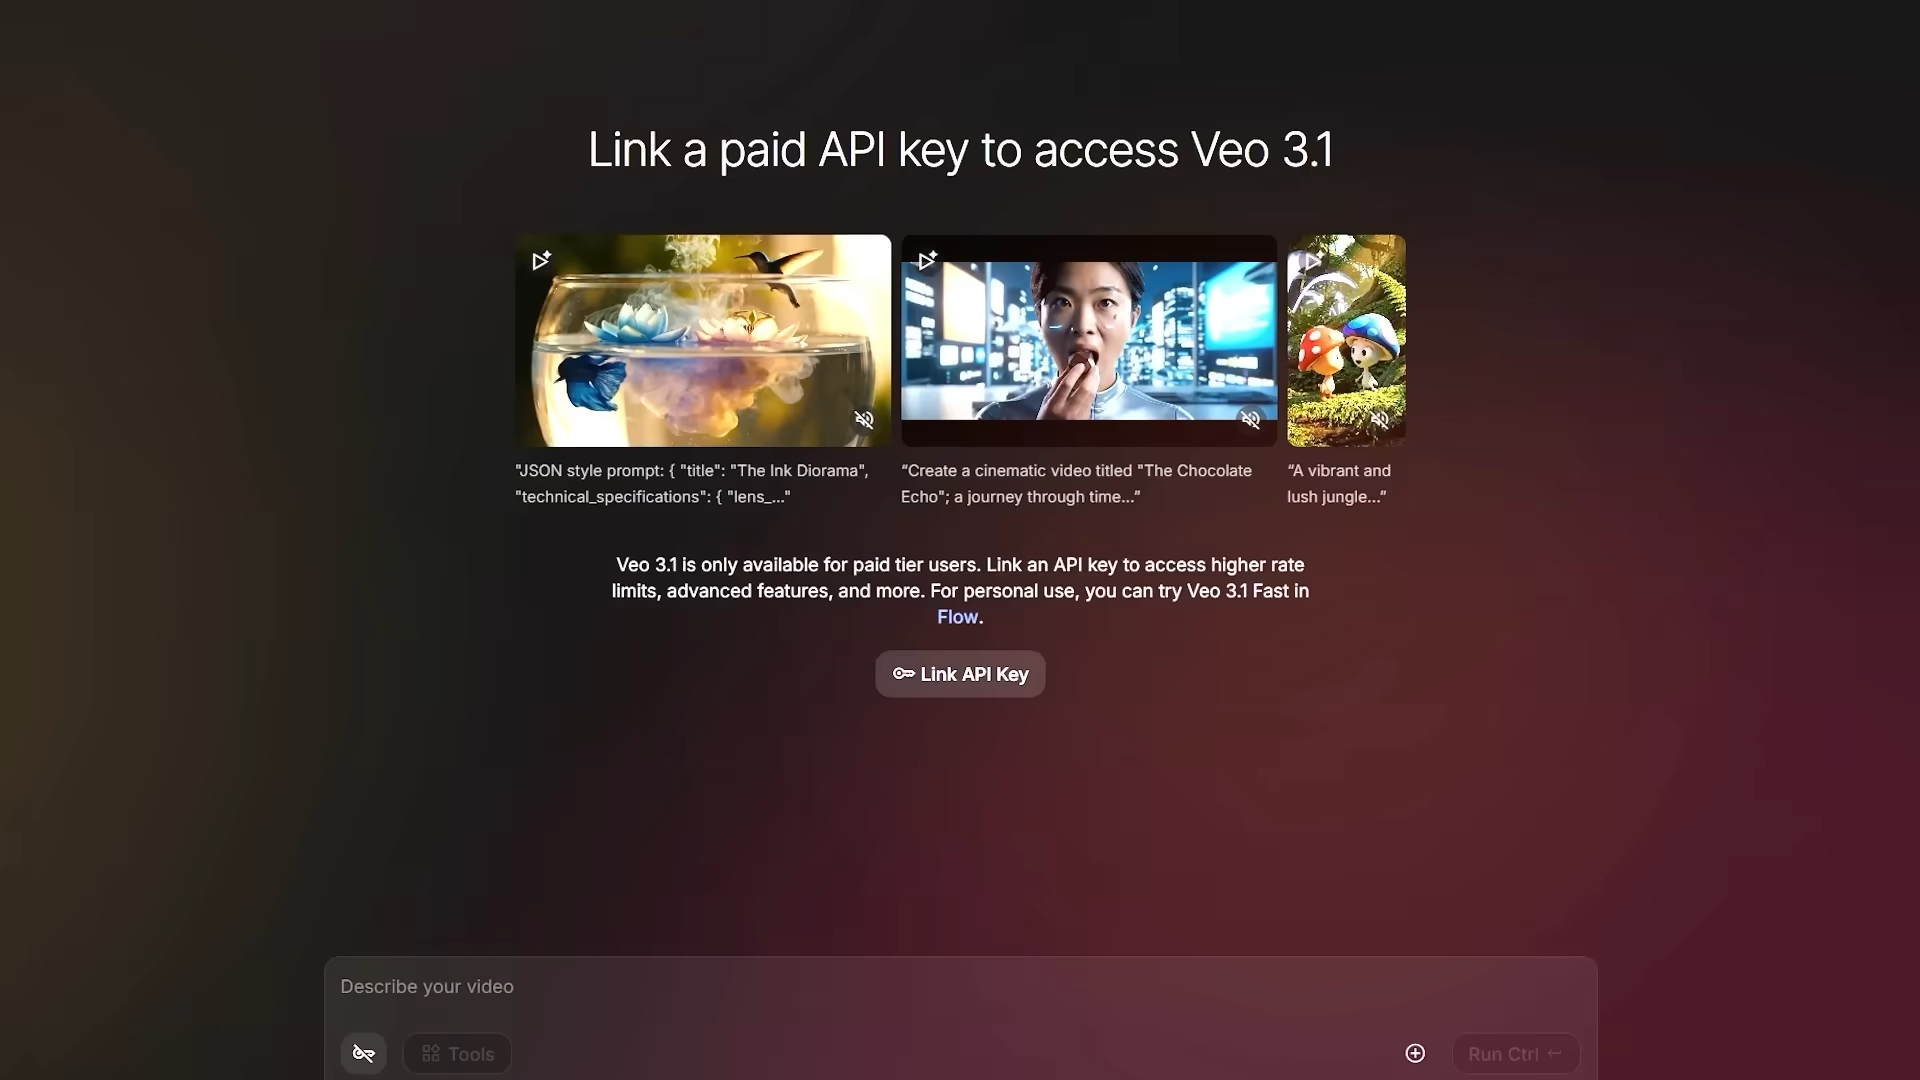 Link a paid API key to access Veo 3.1
"JSON style prompt: { "title": "The Ink Diorama",
"technical_specifications": { "lens_..."
“Create a cinematic video titled "The Chocolate
Echo"; a journey through time...”
“A vibrant and
lush jungle...”
Veo 3.1 is only available for paid tier users. Link an API key to access higher rate
limits, advanced features, and more. For personal use, you can try Veo 3.1 Fast in
Flow.
Link API Key
Describe your video
Tools
Run Ctrl ↵